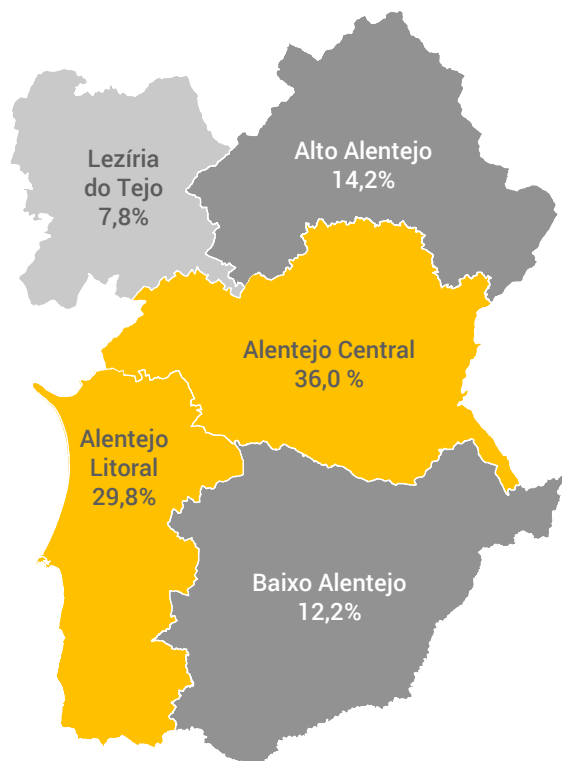 Lezíria
do Tejo
7,8%
Alto Alentejo
14,2%
Alentejo Central
36,0 %
Alentejo
Litoral
29,8%
Baixo Alentejo
12,2%